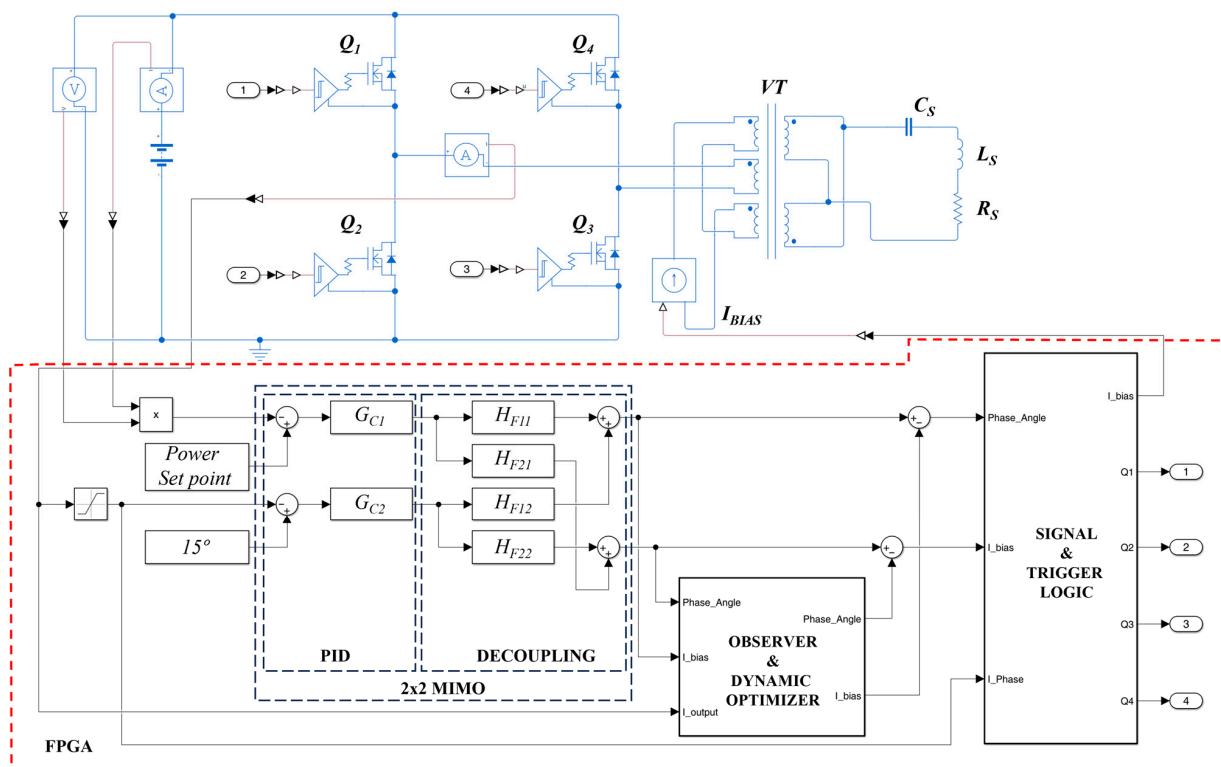 Q1
Q4
1
4
V
A
VT
CS
LS
RS
A
Q2
Q3
2
3
IBIAS
I_bias
x
Power
Set point
GC1
HF11
HF21
Phase_Angle
Q1
1
15º
GC2
HF12
HF22
I_bias
SIGNAL
&
TRIGGER
LOGIC
Q2
2
Q3
3
Phase_Angle
Phase_Angle
OBSERVER
&
DYNAMIC
OPTIMIZER
I_bias
I_bias
I_output
I_Phase
Q4
4
PID
DECOUPLING
2x2 MIMO
FPGA